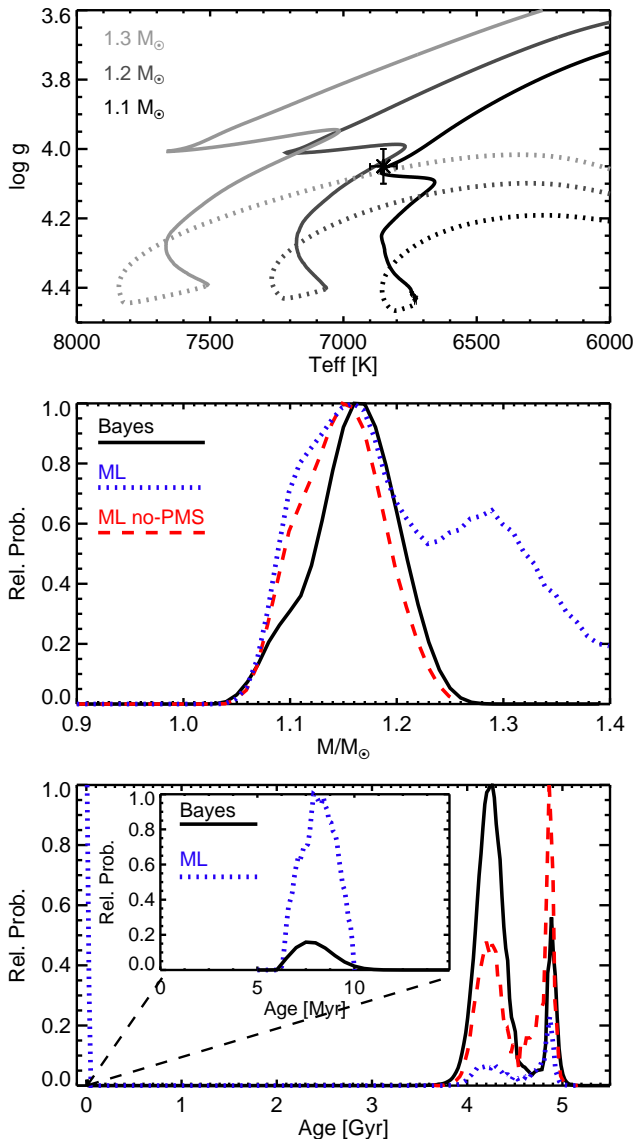 3.6
3.8
4.0
4.2
4.4
log g
1.3 M☉
1.2 M☉
1.1 M☉
8000 7500 7000 6500 6000
Teff [K]
1.0
0.8
0.6
0.4
0.2
0.0
Rel. Prob.
Bayes
ML
ML no-PMS
0.9 1.0 1.1 1.2 1.3 1.4
M/M☉
1.0
0.8
0.6
0.4
0.2
0.0
Rel. Prob.
1.0
0.8
0.6
0.4
0.2
0.0
Rel. Prob.
Bayes
ML
0 5 10
Age [Myr]
0 1 2 3 4 5
Age [Gyr]